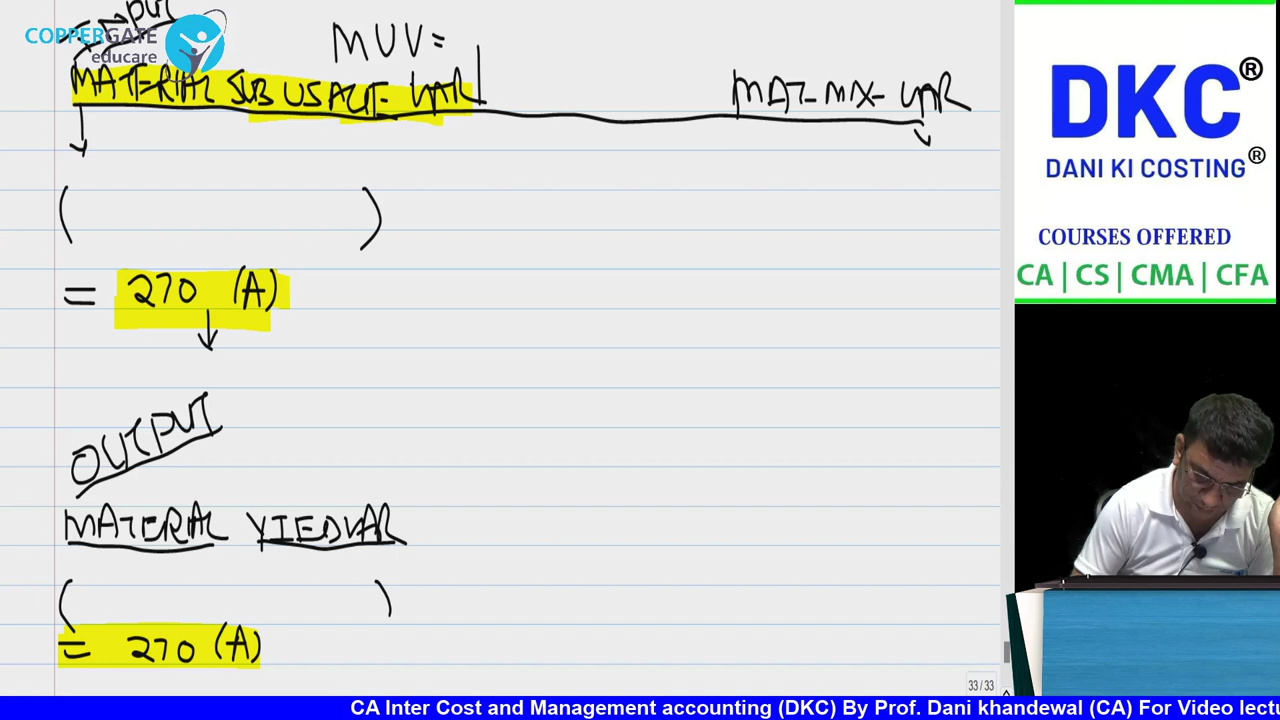 INPUT
COPPERGATE
educare
MUV=
MATERIAL SUB USAGE VAR
MAT-MIX-VAR
( )
= 270 (A)
OUTPUT
MATERIAL YIEDVAR
( )
= 270 (A)
33/33
DKC®
DANI KI COSTING®
COURSES OFFERED
CA | CS | CMA | CFA
CA Inter Cost and Management accounting (DKC) By Prof. Dani khandewal (CA) For Video lectu